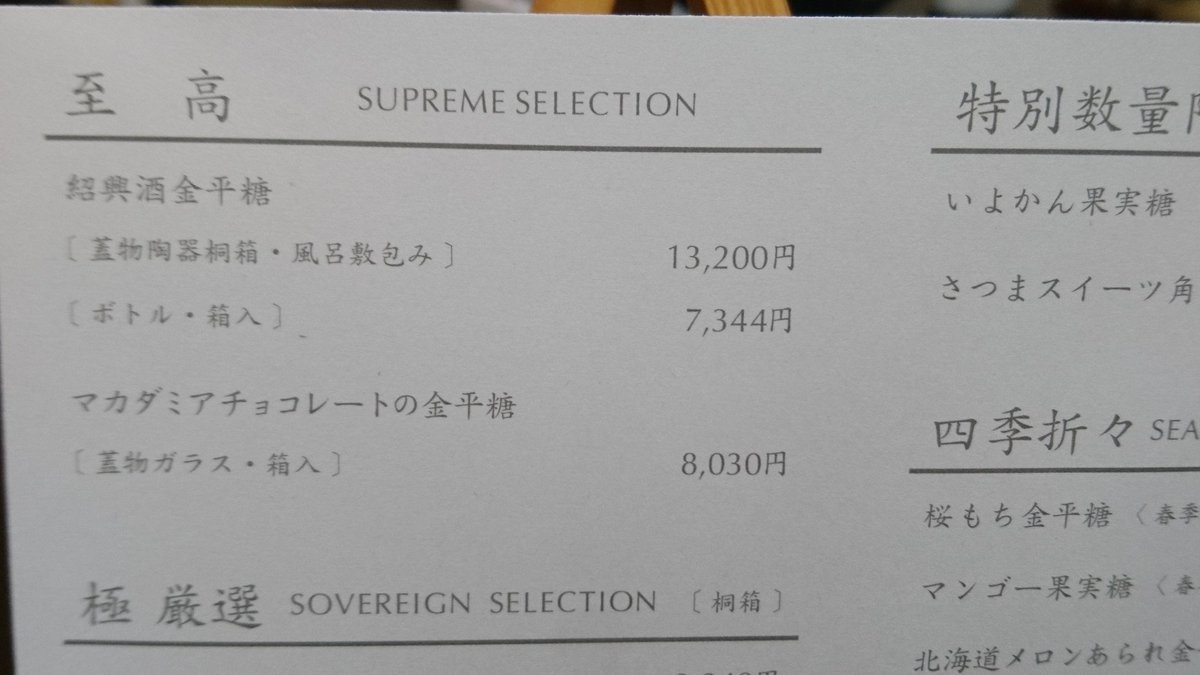 至高 SUPREME SELECTION
紹興酒金平糖
〔蓋物陶器桐箱・風呂敷包み〕 13,200円
〔ボトル・箱入〕 7,344円
マカダミアチョコレートの金平糖
〔蓋物ガラス・箱入〕 8,030円
極 厳選 SOVEREIGN SELECTION 〔桐箱〕
特別数量
いよかん果実糖
さつまスイーツ角
四季折々 SEA
桜もち金平糖 〈春季
マンゴー果実糖 〈春
北海道メロンあられ金